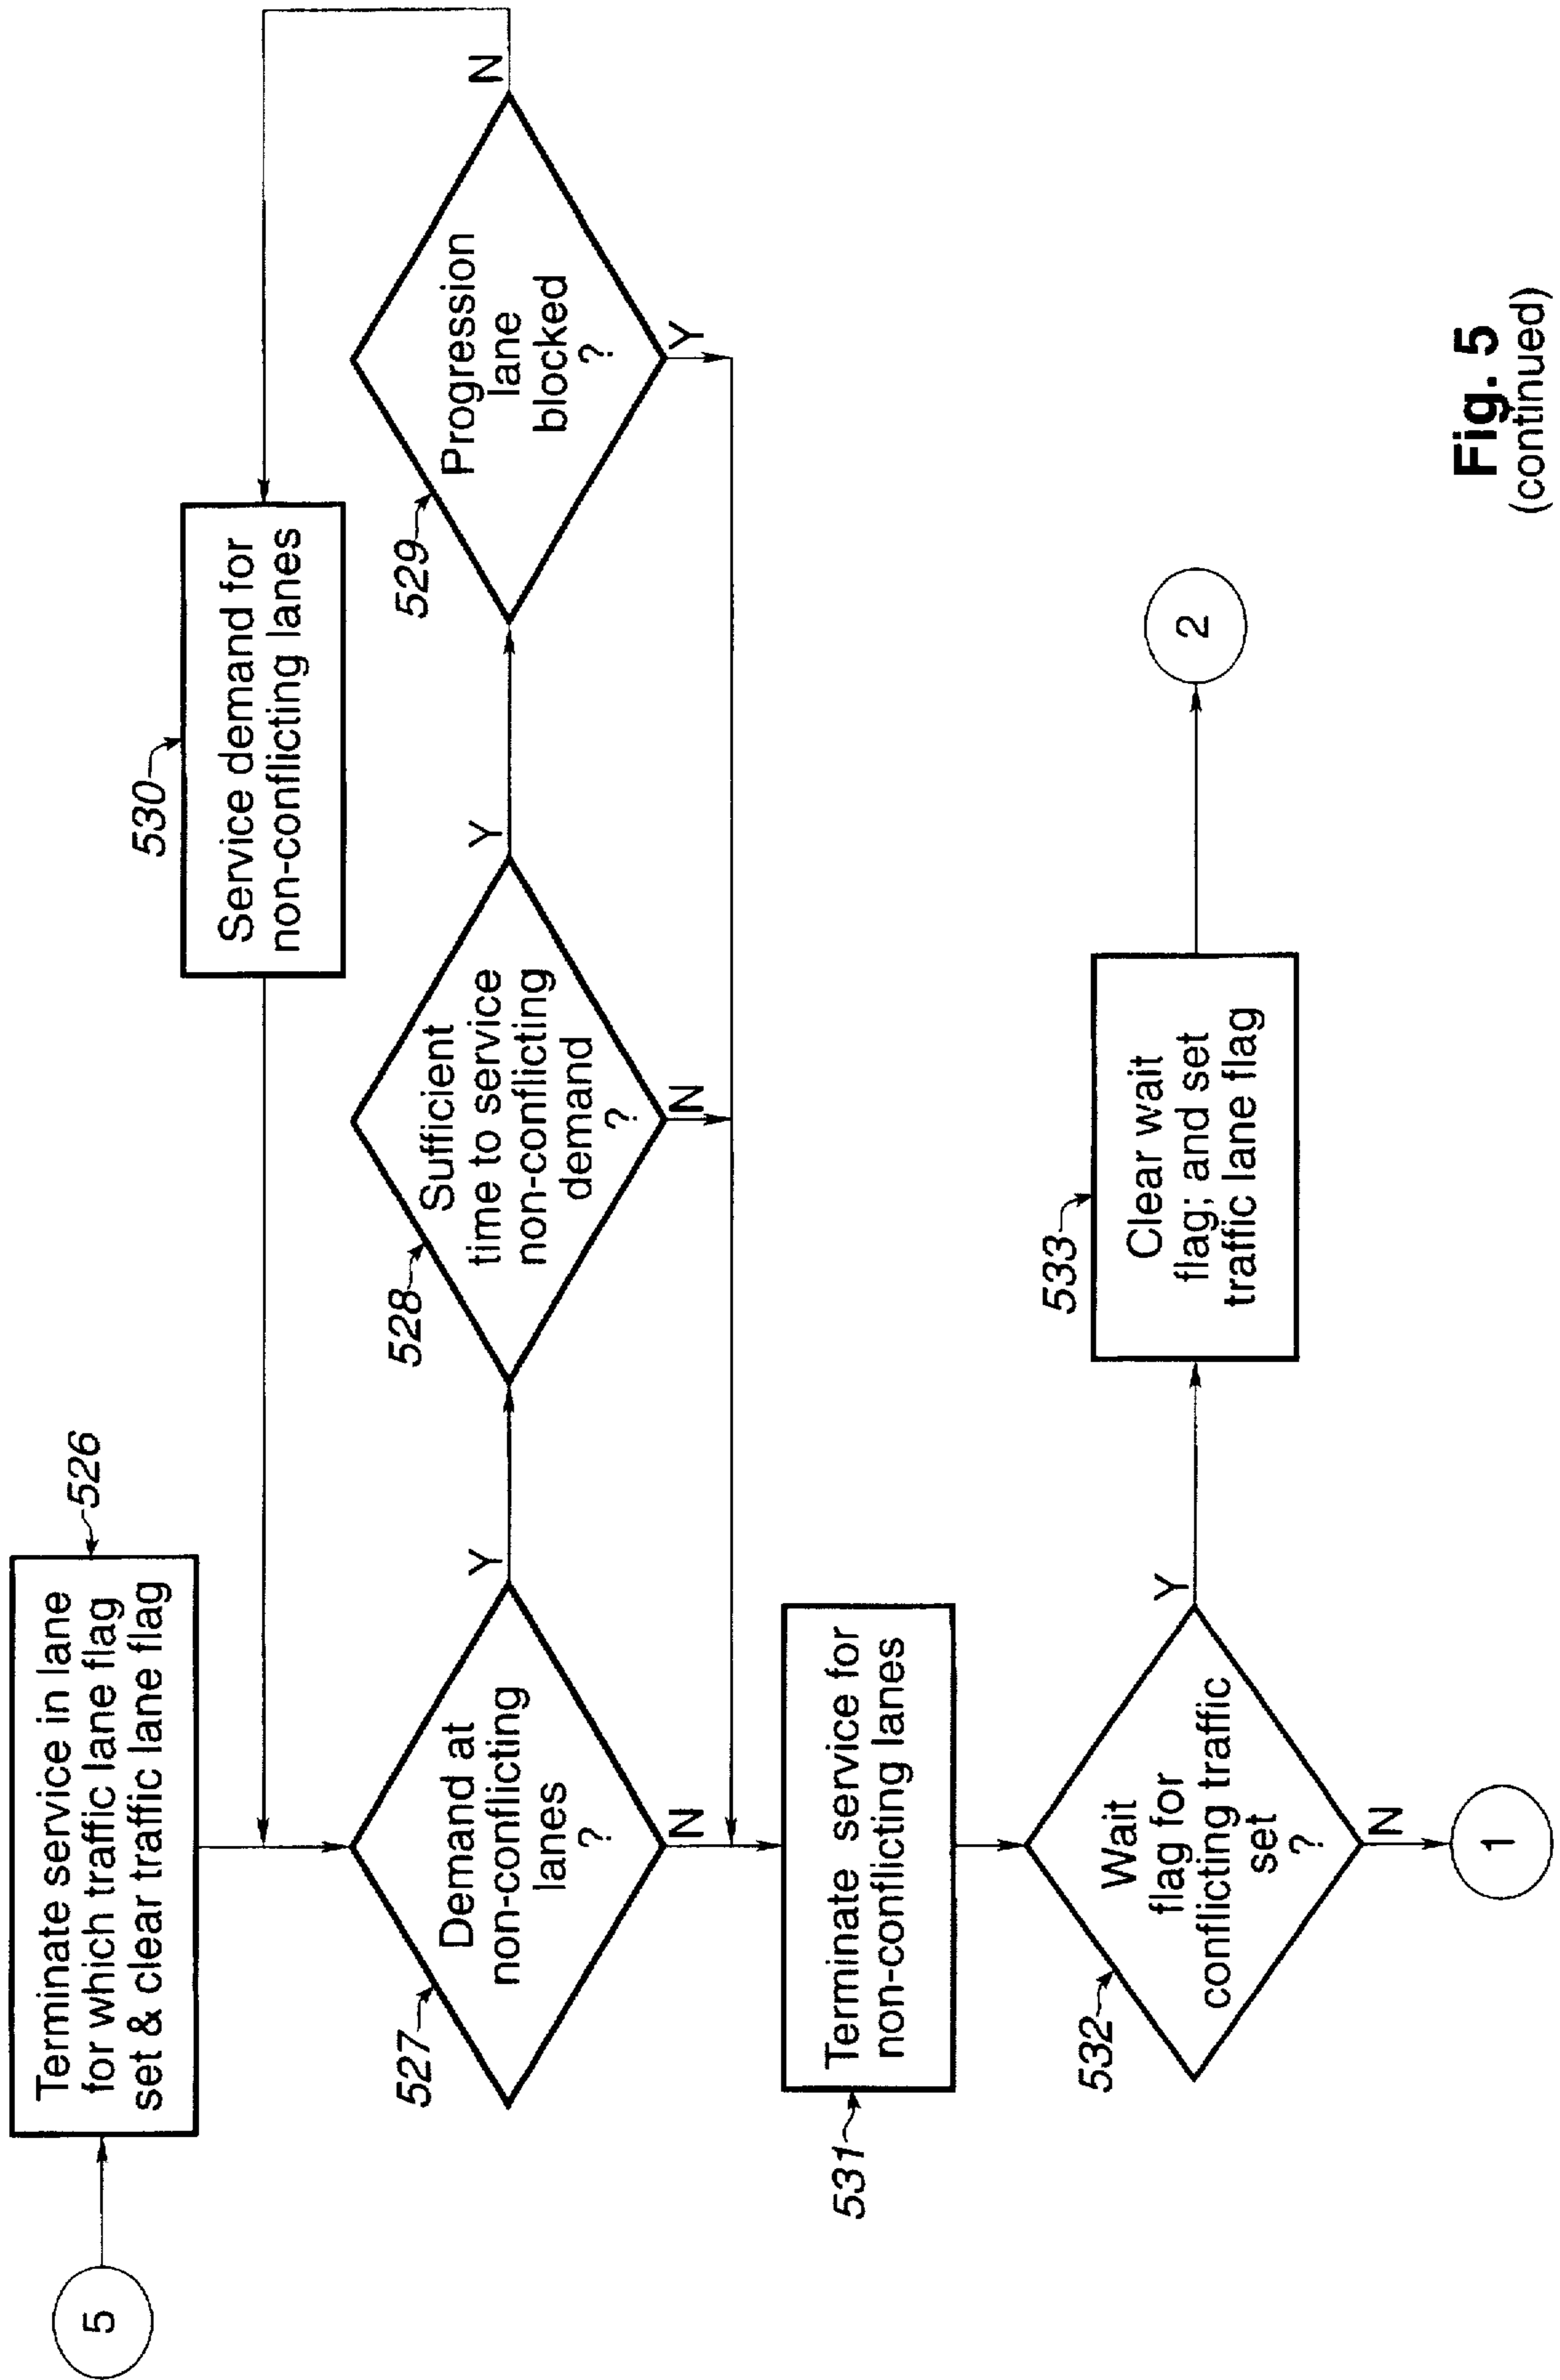 5
526
Terminate service in lane
for which traffic lane flag
set & clear traffic lane flag
530
Service demand for
non-conflicting lanes
527
Demand at
non-conflicting
lanes
?
Y
N
528
Sufficient
time to service
non-conflicting
demand
?
Y
N
529
Progression
lane
blocked
?
N
Y
531
Terminate service for
non-conflicting lanes
532
Wait
flag for
conflicting traffic
set
?
Y
N
533
Clear wait
flag; and set
traffic lane flag
2
1
Fig. 5
(continued)